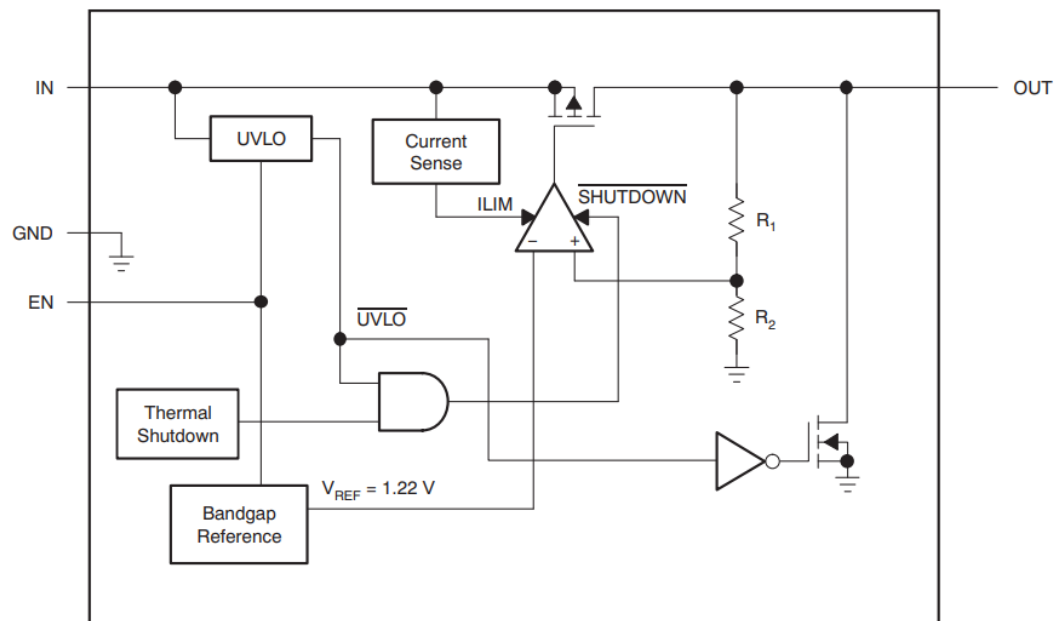 IN
OUT
UVLO
Current
Sense
ILIM
SHUTDOWN
GND
− +
R1
EN
UVLO
R2
Thermal
Shutdown
VREF = 1.22 V
Bandgap
Reference